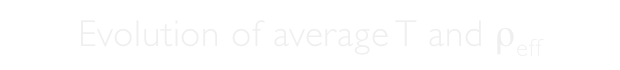 Evolution of average T and ρeff